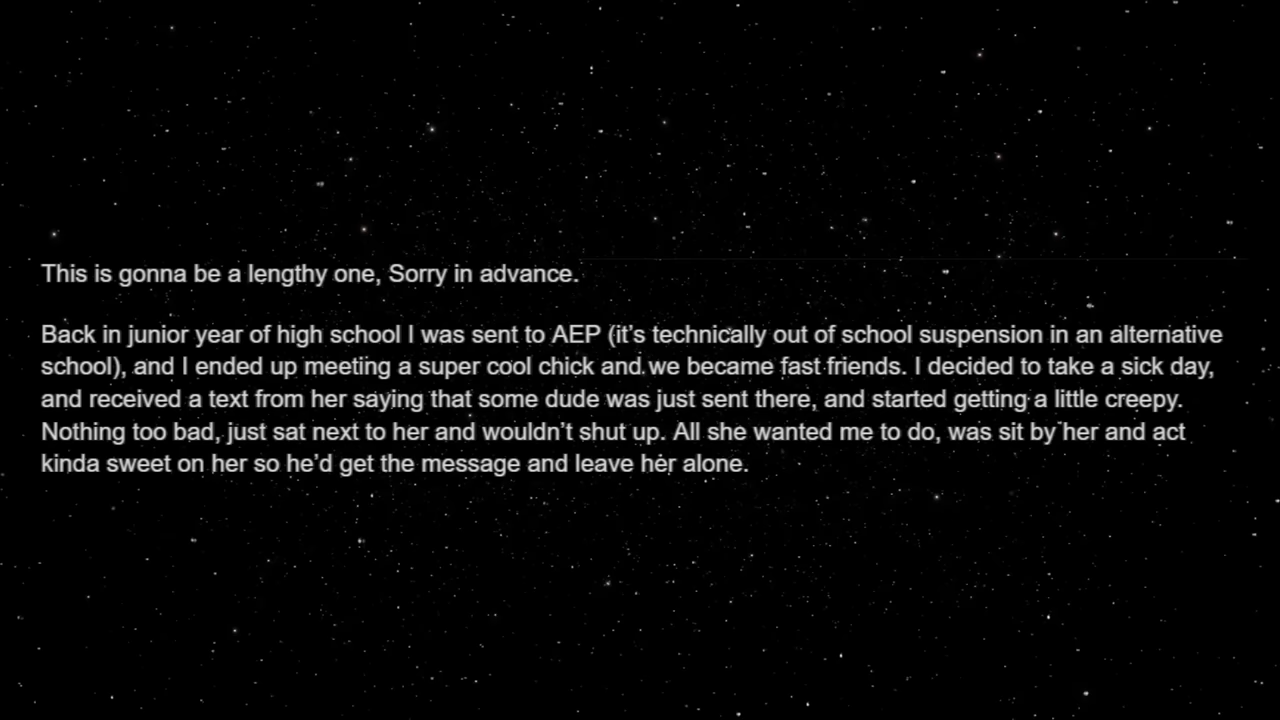 This is gonna be a lengthy one, Sorry in advance.
Back in junior year of high school I was sent to AEP (it’s technically out of school suspension in an alternative
school), and I ended up meeting a super cool chick and we became fast friends. I decided to take a sick day,
and received a text from her saying that some dude was just sent there, and started getting a little creepy.
Nothing too bad, just sat next to her and wouldn’t shut up. All she wanted me to do, was sit by her and act
kinda sweet on her so he’d get the message and leave her alone.